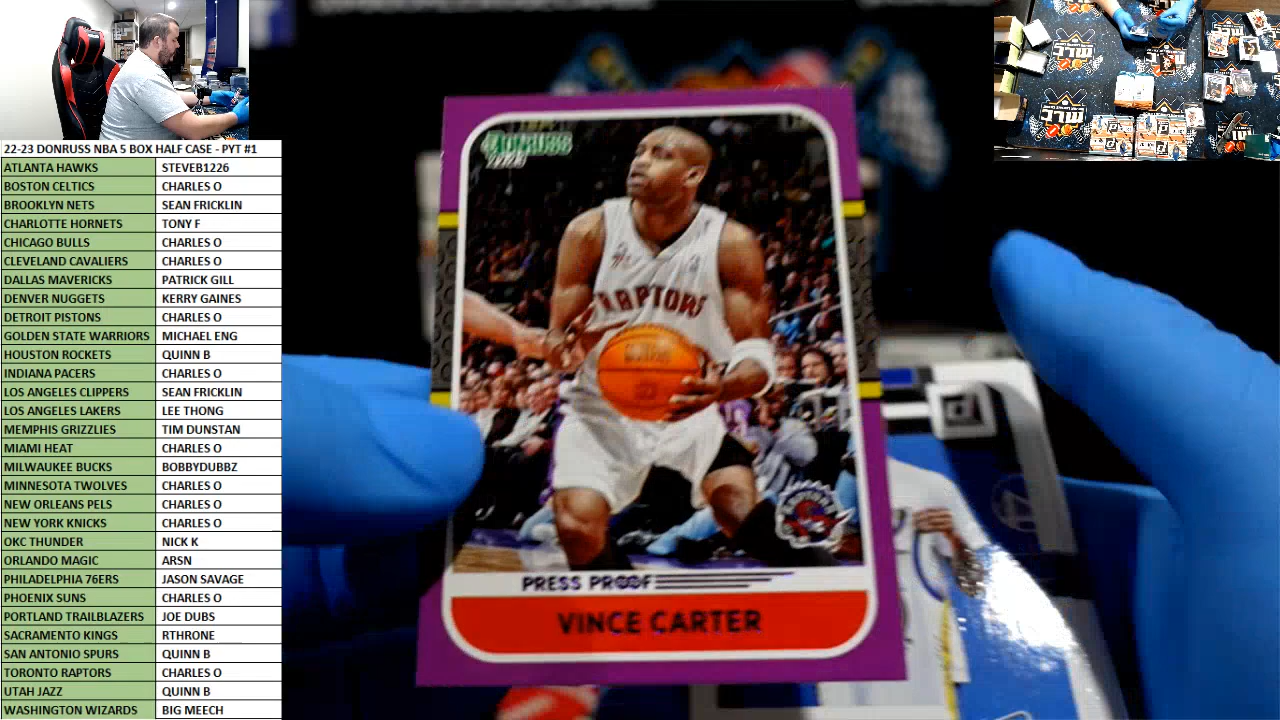 22-23 DONRUSS NBA 5 BOX HALF CASE - PYT #1
ATLANTA HAWKS STEVEB1226
BOSTON CELTICS CHARLES O
BROOKLYN NETS SEAN FRICKLIN
CHARLOTTE HORNETS TONY F
CHICAGO BULLS CHARLES O
CLEVELAND CAVALIERS CHARLES O
DALLAS MAVERICKS PATRICK GILL
DENVER NUGGETS KERRY GAINES
DETROIT PISTONS CHARLES O
GOLDEN STATE WARRIORS MICHAEL ENG
HOUSTON ROCKETS QUINN B
INDIANA PACERS CHARLES O
LOS ANGELES CLIPPERS SEAN FRICKLIN
LOS ANGELES LAKERS LEE THONG
MEMPHIS GRIZZLIES TIM DUNSTAN
MIAMI HEAT CHARLES O
MILWAUKEE BUCKS BOBBYDUBBZ
MINNESOTA TWOLVES CHARLES O
NEW ORLEANS PELS CHARLES O
NEW YORK KNICKS CHARLES O
OKC THUNDER NICK K
ORLANDO MAGIC ARSN
PHILADELPHIA 76ERS JASON SAVAGE
PHOENIX SUNS CHARLES O
PORTLAND TRAILBLAZERS JOE DUBS
SACRAMENTO KINGS RTHRONE
SAN ANTONIO SPURS QUINN B
TORONTO RAPTORS CHARLES O
UTAH JAZZ QUINN B
WASHINGTON WIZARDS BIG MEECH
DONRUSS
RAPTORS
PRESS PROOF
VINCE CARTER